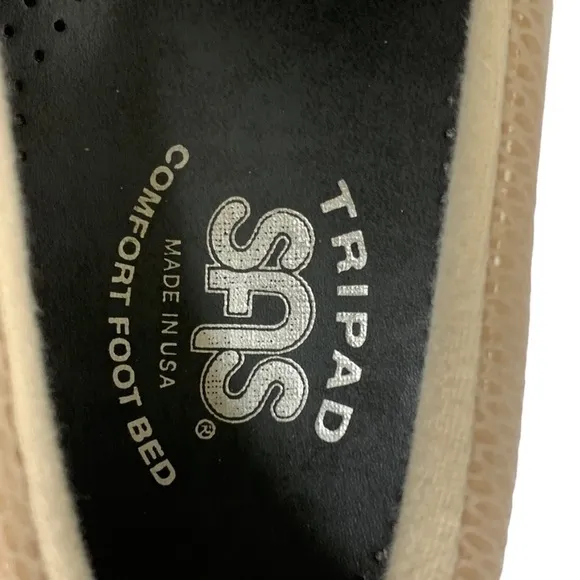 TRIPAD
SAS®
MADE IN USA
COMFORT FOOT BED